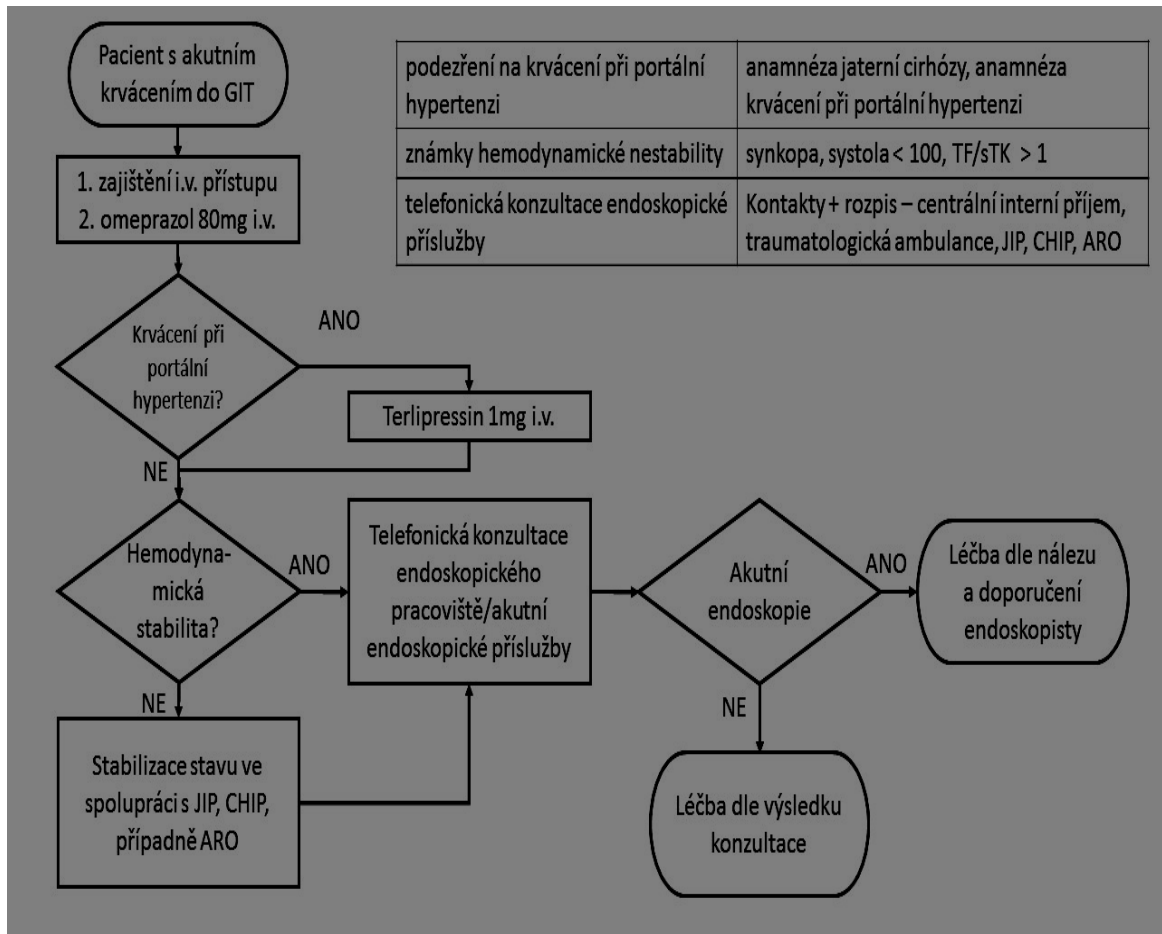 Pacient s akutním
krvácením do GIT
podezření na krvácení při portální
hypertenzi
anamnéza jaterní cirhózy, anamnéza
krvácení při portální hypertenzi
známky hemodynamické nestability
synkopa, systola < 100, TF/sTK > 1
telefonická konzultace endoskopické
příslužby
Kontakty + rozpis – centrální interní příjem,
traumatologická ambulance, JIP, CHIP, ARO
1. zajištění i.v. přístupu
2. omeprazol 80mg i.v.
Krvácení při
portální
hypertenzi?
ANO
Terlipressin 1mg i.v.
NE
Hemodyna-
mická
stabilita?
ANO
Telefonická konzultace
endoskopického
pracoviště/akutní
endoskopické příslužby
Akutní
endoskopie
ANO
Léčba dle nálezu
a doporučení
endoskopisty
NE
Stabilizace stavu ve
spolupráci s JIP, CHIP,
případně ARO
NE
Léčba dle výsledku
konzultace